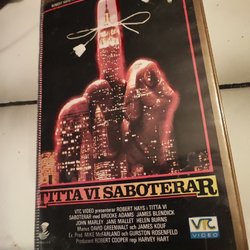 TITTA VI SABOTERAR
VTC VIDEO presenterar ROBERT HAYS i TITTA VI
SABOTERAR med BROOKE ADAMS JAMES BLENDICK
JOHN MARLEY JANE MALLET HELEN BURNS
Manus DAVID GREENWALT och JAMES KOUF
Ex. Prod. MIKE McFARLAND och GURSTON ROSENFELD
Producent ROBERT COOPER regi HARVEY HART
VTC
VIDEO